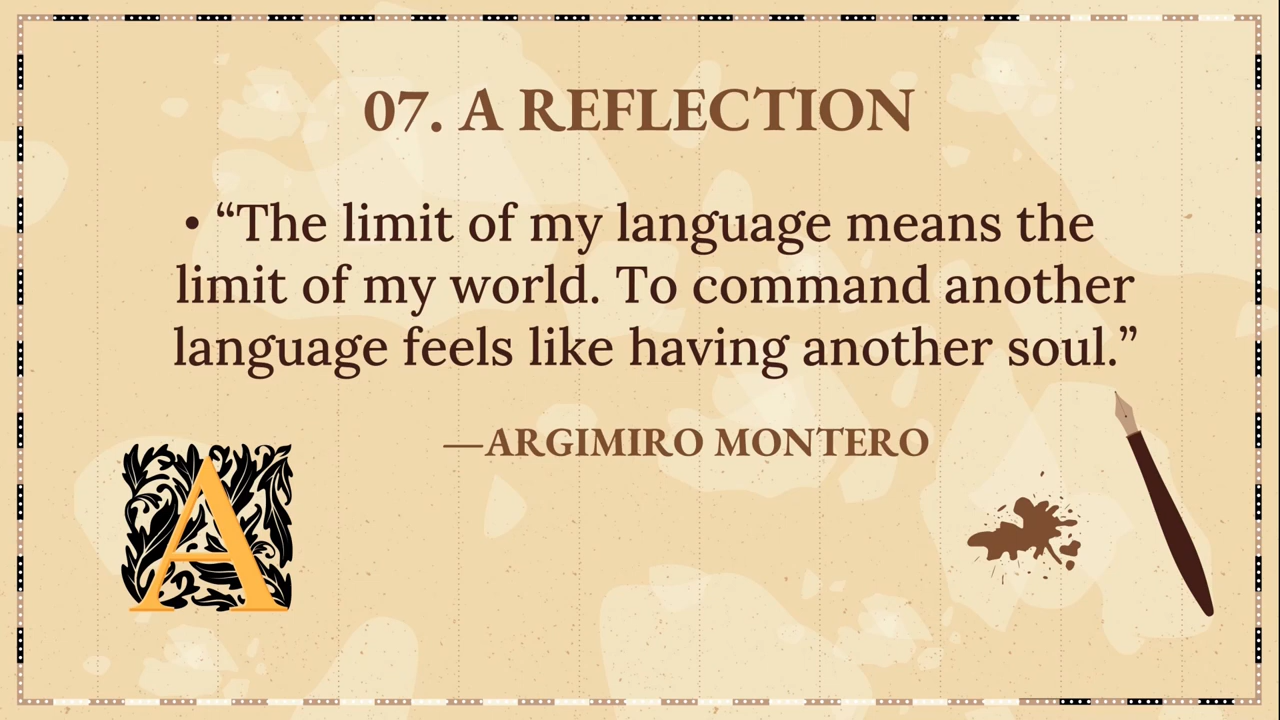 07. A REFLECTION
• “The limit of my language means the
limit of my world. To command another
language feels like having another soul.”
—ARGIMIRO MONTERO
A